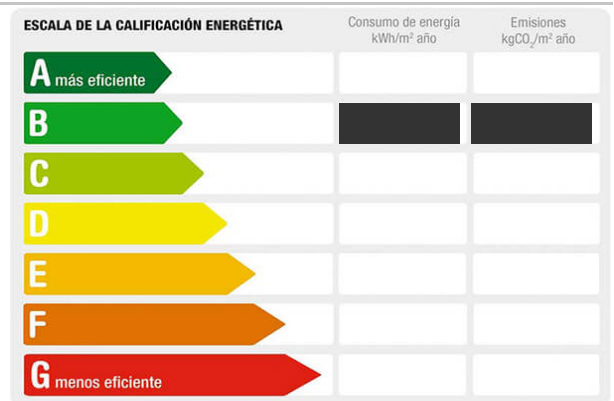 ESCALA DE LA CALIFICACIÓN ENERGÉTICA
Consumo de energía
kWh/m² año
Emisiones
kgCO₂/m² año
A más eficiente
B
C
D
E
F
G menos eficiente